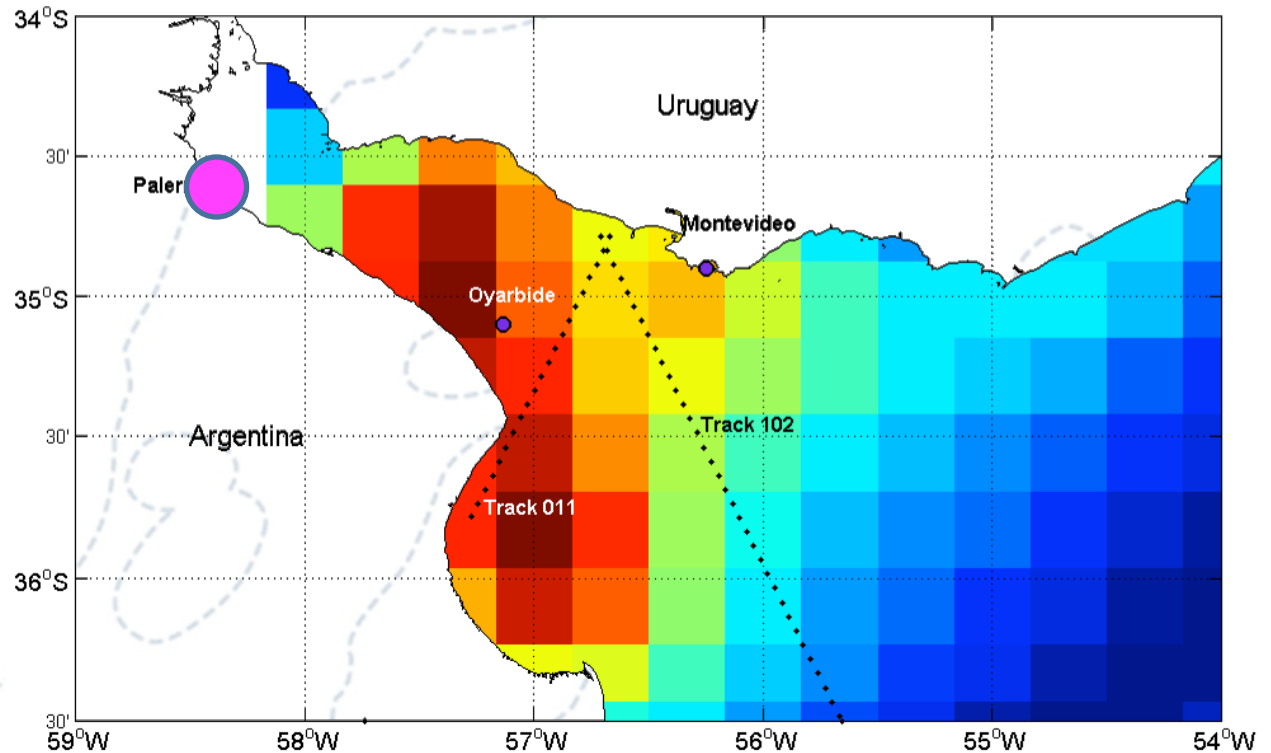 34°S
Uruguay
30'
Paler
Montevideo
35°S
Oyarbide
30'
Argentina
Track 102
Track 011
36°S
30'
59°W
58°W
57°W
56°W
55°W
54°W